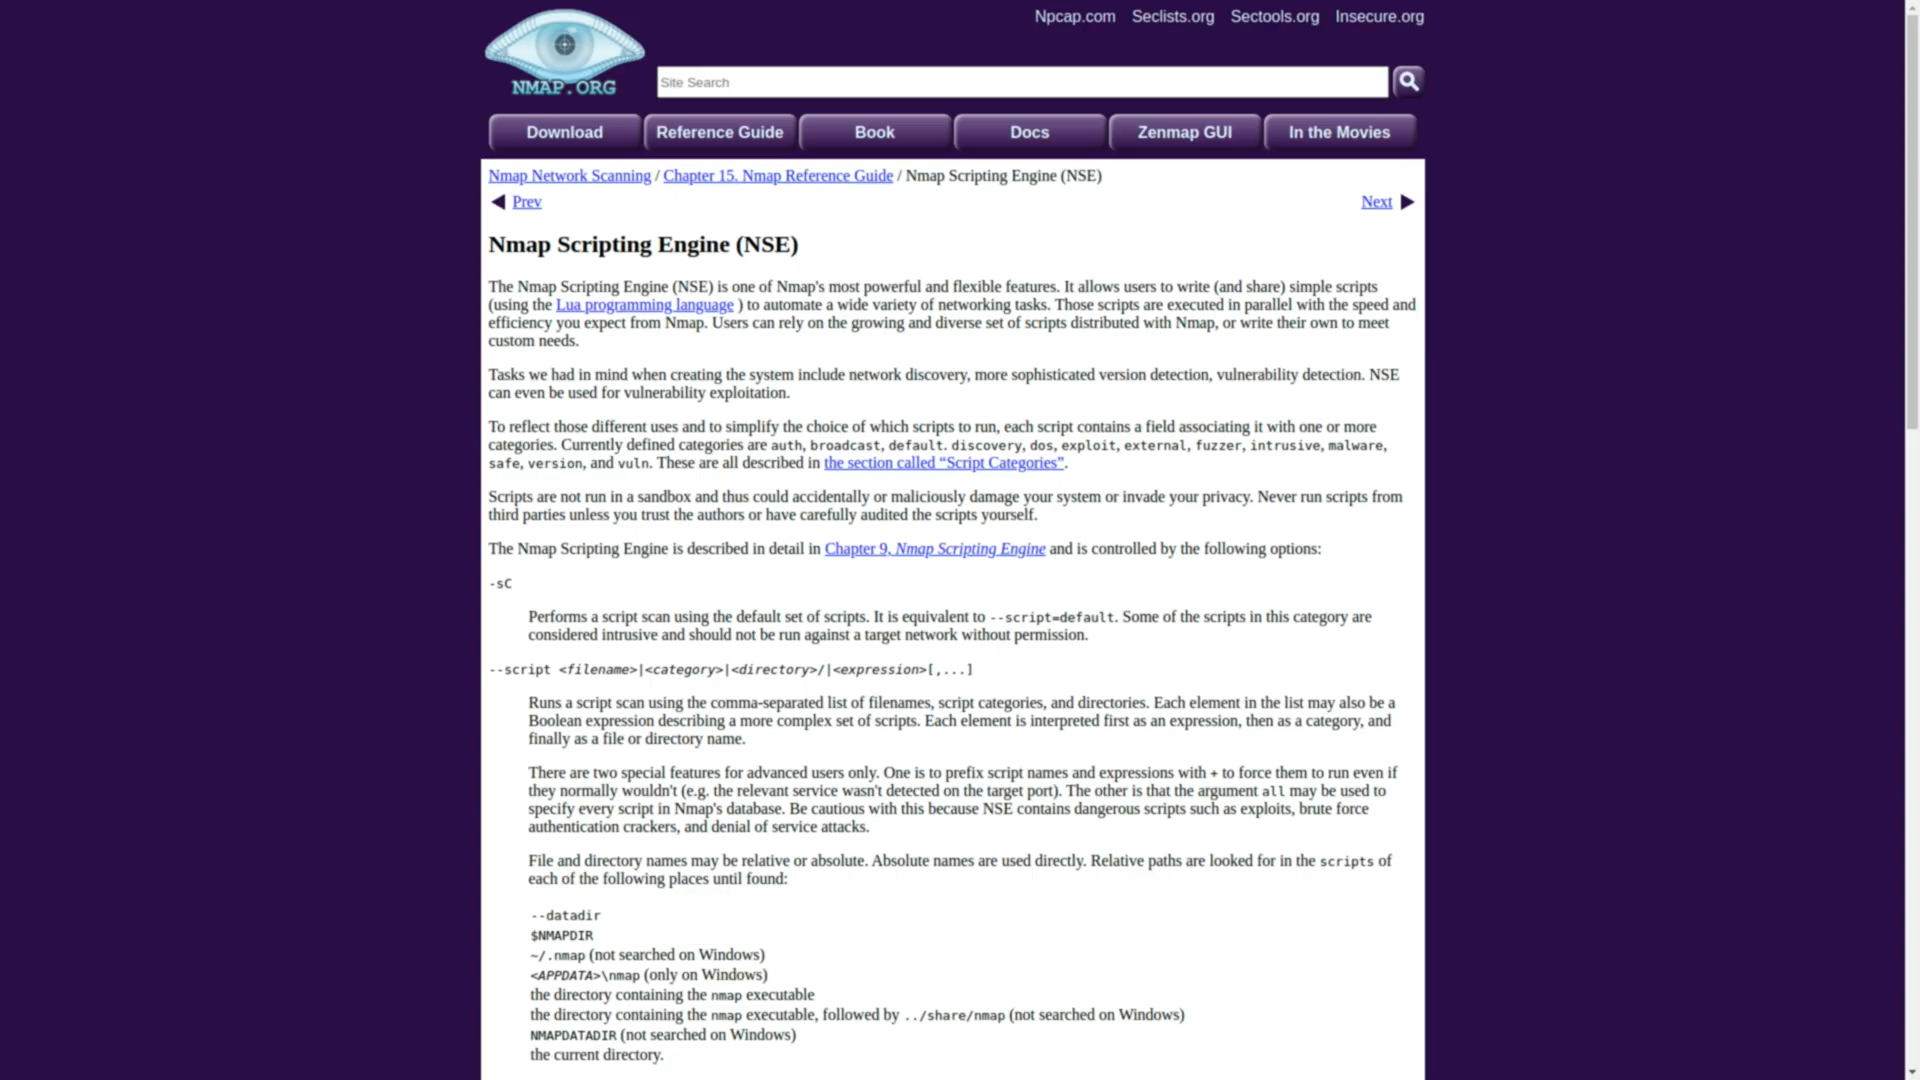 Npcap.com Seclists.org Sectools.org Insecure.org
NMAP.ORG
Site Search
Download Reference Guide Book Docs Zenmap GUI In the Movies
Nmap Network Scanning / Chapter 15. Nmap Reference Guide / Nmap Scripting Engine (NSE)
Prev Next
Nmap Scripting Engine (NSE)
The Nmap Scripting Engine (NSE) is one of Nmap's most powerful and flexible features. It allows users to write (and share) simple scripts
(using the Lua programming language ) to automate a wide variety of networking tasks. Those scripts are executed in parallel with the speed and
efficiency you expect from Nmap. Users can rely on the growing and diverse set of scripts distributed with Nmap, or write their own to meet
custom needs.
Tasks we had in mind when creating the system include network discovery, more sophisticated version detection, vulnerability detection. NSE
can even be used for vulnerability exploitation.
To reflect those different uses and to simplify the choice of which scripts to run, each script contains a field associating it with one or more
categories. Currently defined categories are auth, broadcast, default. discovery, dos, exploit, external, fuzzer, intrusive, malware,
safe, version, and vuln. These are all described in the section called “Script Categories”.
Scripts are not run in a sandbox and thus could accidentally or maliciously damage your system or invade your privacy. Never run scripts from
third parties unless you trust the authors or have carefully audited the scripts yourself.
The Nmap Scripting Engine is described in detail in Chapter 9, Nmap Scripting Engine and is controlled by the following options:
-sC
Performs a script scan using the default set of scripts. It is equivalent to --script=default. Some of the scripts in this category are
considered intrusive and should not be run against a target network without permission.
--script <filename>|<category>|<directory>/|<expression>[,...]
Runs a script scan using the comma-separated list of filenames, script categories, and directories. Each element in the list may also be a
Boolean expression describing a more complex set of scripts. Each element is interpreted first as an expression, then as a category, and
finally as a file or directory name.
There are two special features for advanced users only. One is to prefix script names and expressions with + to force them to run even if
they normally wouldn't (e.g. the relevant service wasn't detected on the target port). The other is that the argument all may be used to
specify every script in Nmap's database. Be cautious with this because NSE contains dangerous scripts such as exploits, brute force
authentication crackers, and denial of service attacks.
File and directory names may be relative or absolute. Absolute names are used directly. Relative paths are looked for in the scripts of
each of the following places until found:
--datadir
$NMAPDIR
~/.nmap (not searched on Windows)
<APPDATA>\nmap (only on Windows)
the directory containing the nmap executable
the directory containing the nmap executable, followed by ../share/nmap (not searched on Windows)
NMAPDATADIR (not searched on Windows)
the current directory.